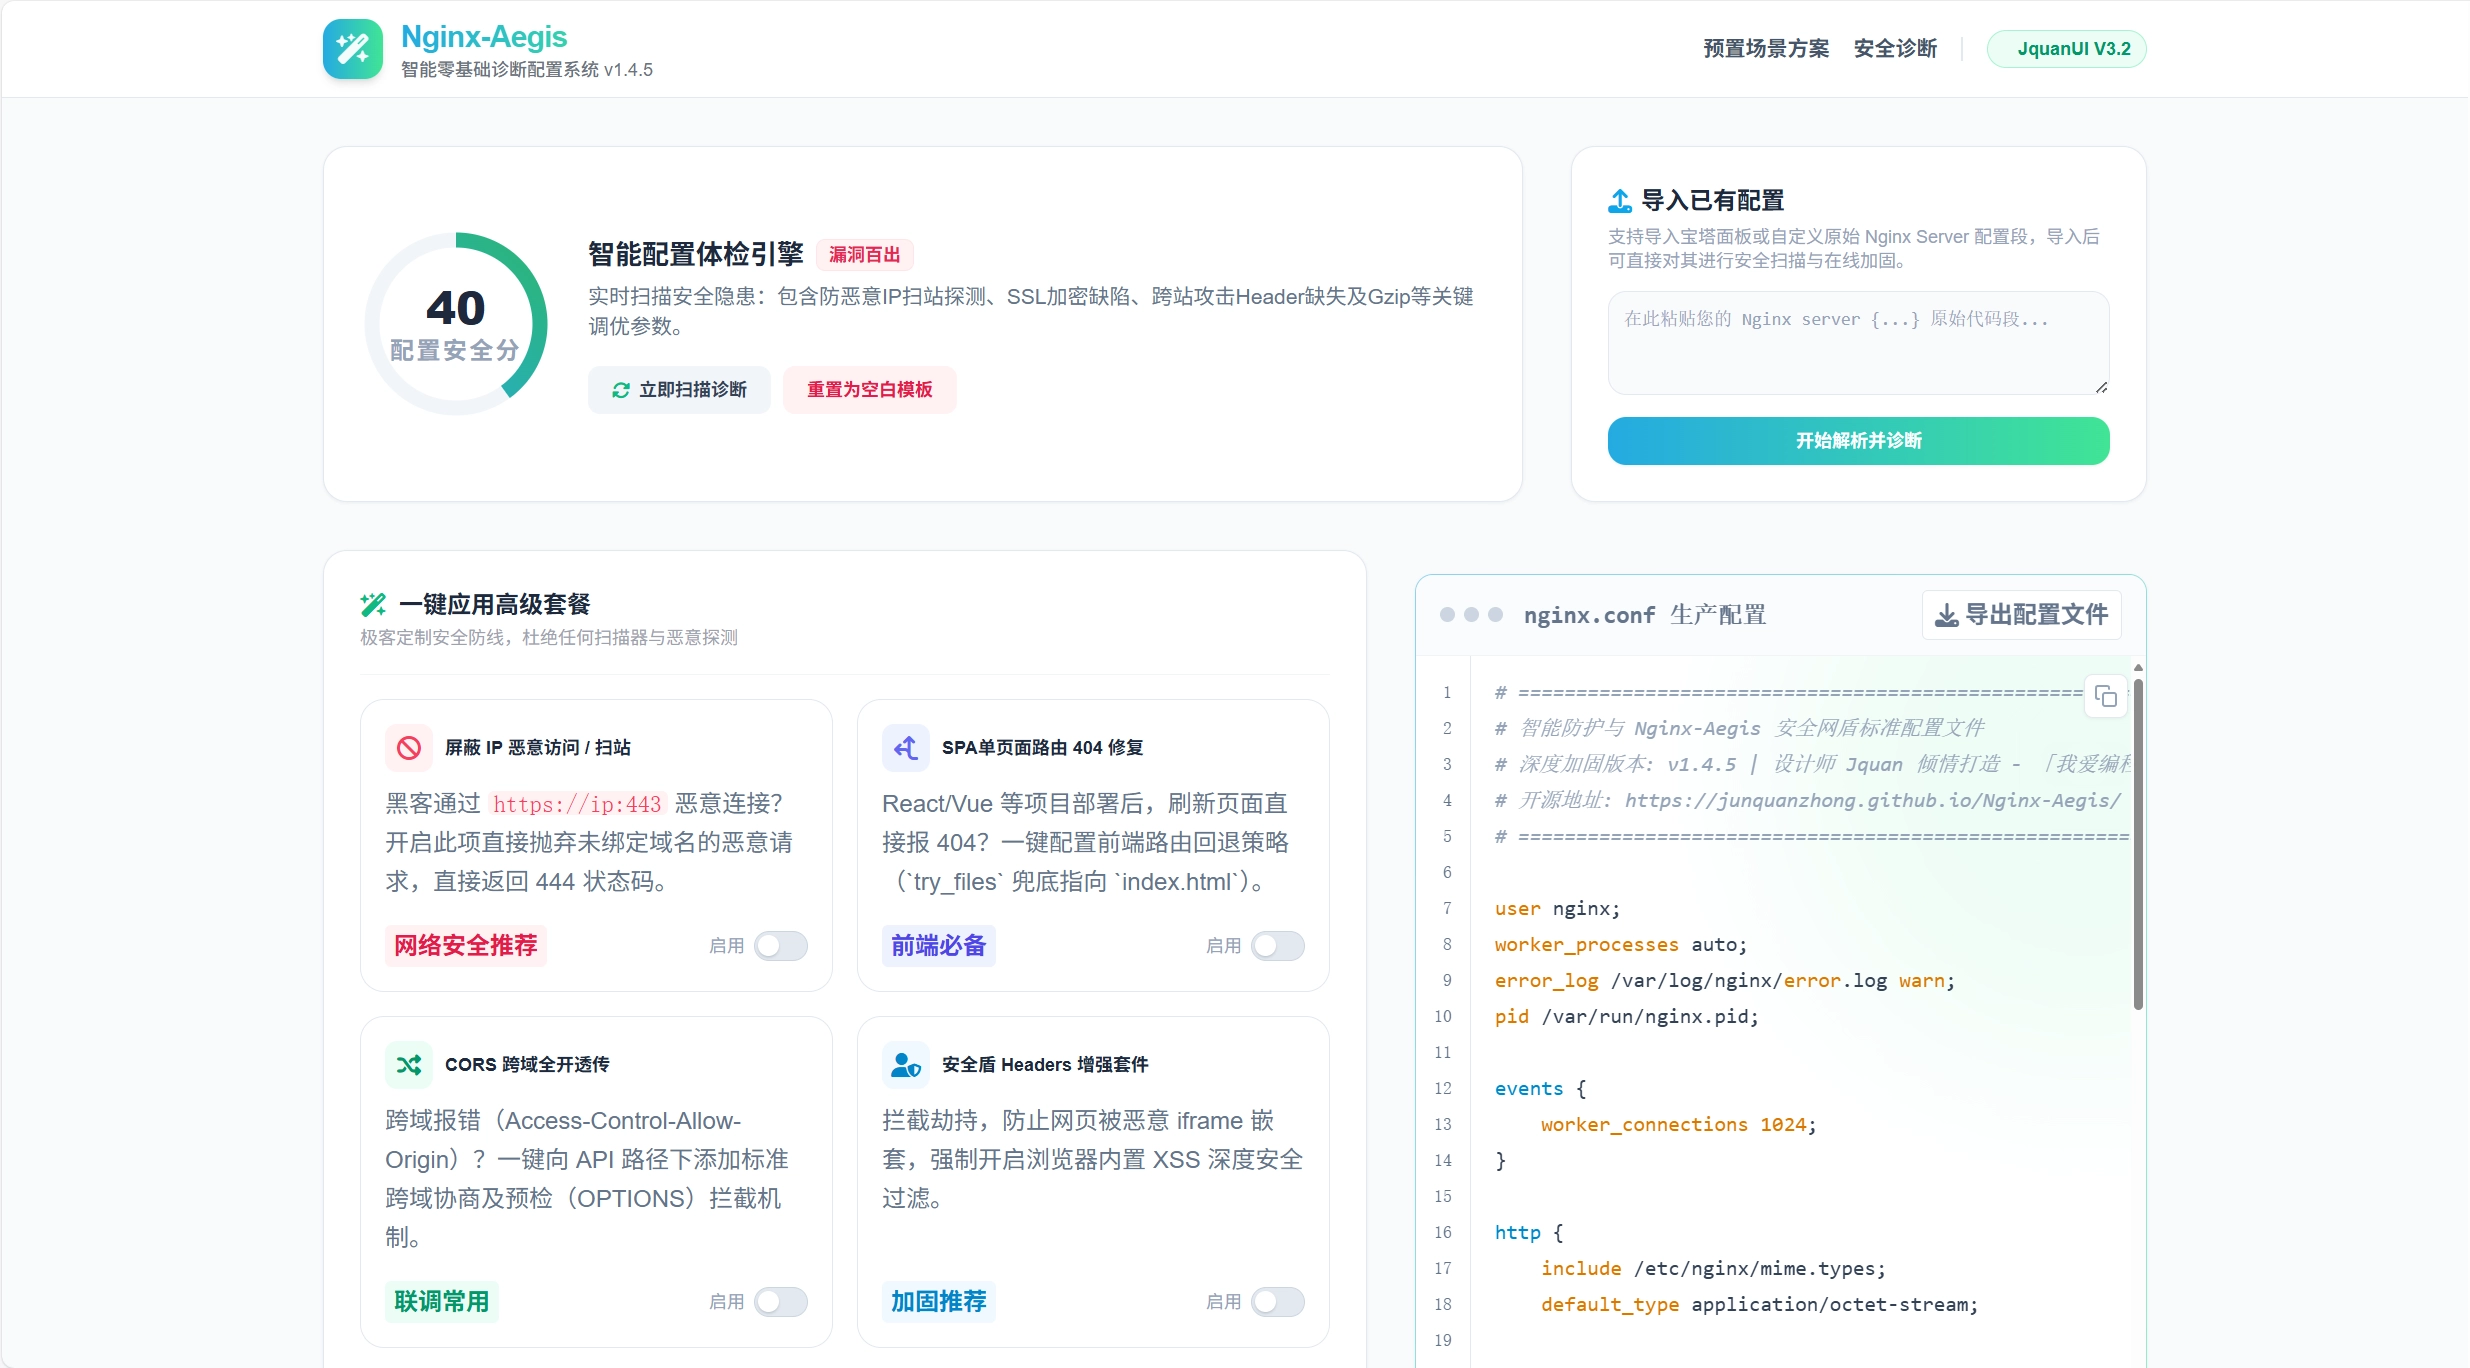 Nginx-Aegis
智能零基础诊断配置系统 v1.4.5
预置场景方案
安全诊断
JquanUI V3.2
40
配置安全分
智能配置体检引擎
漏洞百出
实时扫描安全隐患：包含防恶意IP扫站探测、SSL加密缺陷、跨站攻击Header缺失及Gzip等关键
调优参数。
立即扫描诊断
重置为空白模板
导入已有配置
支持导入宝塔面板或自定义原始 Nginx Server 配置段，导入后
可直接对其进行安全扫描与在线加固。
在此粘贴您的 Nginx server {...} 原始代码段...
开始解析并诊断
一键应用高级套餐
极客定制安全防线，杜绝任何扫描器与恶意探测
屏蔽 IP 恶意访问 / 扫站
黑客通过 https://ip:443 恶意连接？
开启此项直接抛弃未绑定域名的恶意请
求，直接返回 444 状态码。
网络安全推荐
启用
SPA单页面路由 404 修复
React/Vue 等项目部署后，刷新页面直
接报 404？一键配置前端路由回退策略
（`try_files` 兜底指向 `index.html`）。
前端必备
启用
CORS 跨域全开透传
跨域报错（Access-Control-Allow-
Origin）？一键向 API 路径下添加标准
跨域协商及预检（OPTIONS）拦截机
制。
联调常用
启用
安全盾 Headers 增强套件
拦截劫持，防止网页被恶意 iframe 嵌
套，强制开启浏览器内置 XSS 深度安全
过滤。
加固推荐
启用
nginx.conf 生产配置
导出配置文件
1 # =================================================
2 # 智能防护与 Nginx-Aegis 安全网盾标准配置文件
3 # 深度加固版本: v1.4.5 | 设计师 Jquan 倾情打造 - 「我爱编程
4 # 开源地址: https://junquanzhong.github.io/Nginx-Aegis/
5 # =====================================================
6
7 user nginx;
8 worker_processes auto;
9 error_log /var/log/nginx/error.log warn;
10 pid /var/run/nginx.pid;
11
12 events {
13 worker_connections 1024;
14 }
15
16 http {
17 include /etc/nginx/mime.types;
18 default_type application/octet-stream;
19